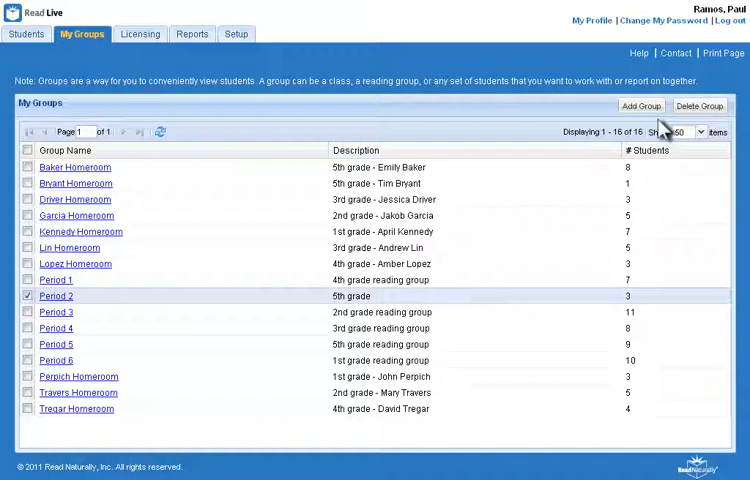 Read Live
Ramos, Paul
My Profile | Change My Password | Log out
Students My Groups Licensing Reports Setup
Help | Contact | Print Page
Note: Groups are a way for you to conveniently view students. A group can be a class, a reading group, or any set of students that you want to work with or report on together.
My Groups Add Group Delete Group
Page 1 of 1 Displaying 1 - 16 of 16 50 items
Group Name Description # Students
Baker Homeroom 5th grade - Emily Baker 8
Bryant Homeroom 5th grade - Tim Bryant 1
Driver Homeroom 3rd grade - Jessica Driver 3
Garcia Homeroom 2nd grade - Jakob Garcia 5
Kennedy Homeroom 1st grade - April Kennedy 7
Lin Homeroom 3rd grade - Andrew Lin 5
Lopez Homeroom 4th grade - Amber Lopez 3
Period 1 4th grade reading group 7
Period 2 5th grade 3
Period 3 2nd grade reading group 11
Period 4 3rd grade reading group 8
Period 5 5th grade reading group 9
Period 6 1st grade reading group 10
Perpich Homeroom 1st grade - John Perpich 3
Travers Homeroom 2nd grade - Mary Travers 5
Tregar Homeroom 4th grade - David Tregar 4
© 2011 Read Naturally, Inc. All rights reserved.
Read Naturally